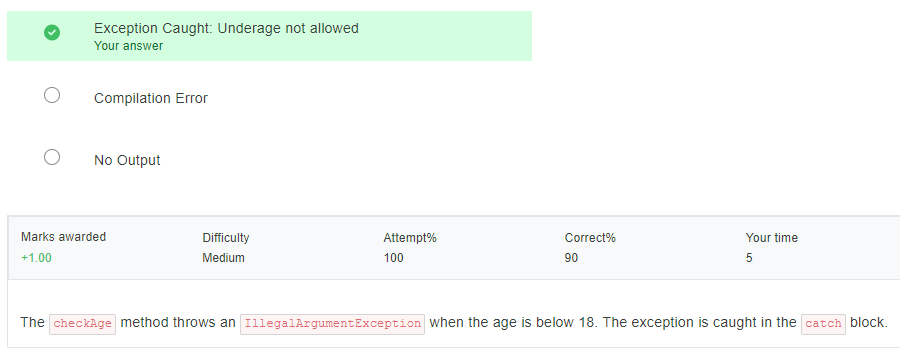 Exception Caught: Underage not allowed
Your answer
Compilation Error
No Output
Marks awarded Difficulty Attempt% Correct% Your time
+1.00 Medium 100 90 5
The checkAge method throws an IllegalArgumentException when the age is below 18. The exception is caught in the catch block.